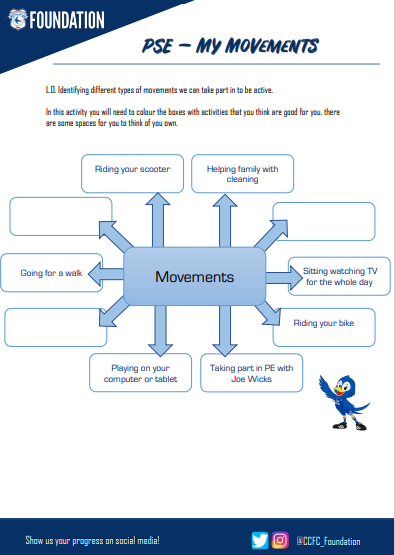 FOUNDATION
PSE – MY MOVEMENTS
L.O. Identifying different types of movements we can take part in to be active.
In this activity you will need to colour the boxes with activities that you think are good for you, there
are some spaces for you to think of you own.
Riding your scooter
Helping family with
cleaning
Going for a walk
Movements
Sitting watching TV
for the whole day
Riding your bike
Playing on your
computer or tablet
Taking part in PE with
Joe Wicks
Show us your progress on social media!
@CCFC_Foundation